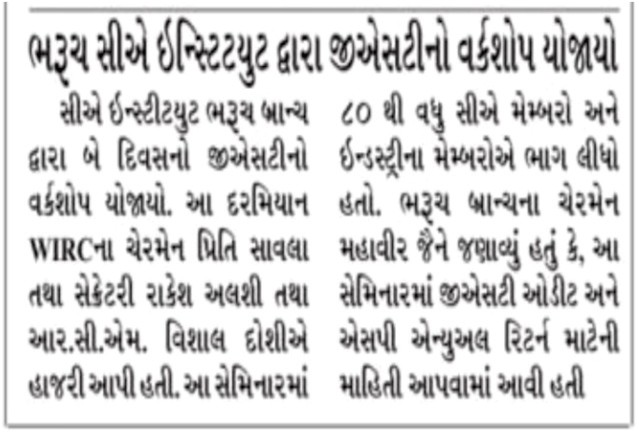 ભરૂચ સીએ ઇન્સ્ટિટયુટ દ્વારા જીએસટીનો વર્કશોપ યોજાયો
સીએ ઇન્સ્ટીટયુટ ભરૂચ બ્રાન્ચ
દ્વારા બે દિવસનો જીએસટીનો
વર્કશોપ યોજાયો. આ દરમિયાન
WIRCના ચેરમેન પ્રિતિ સાવલા
તથા સેક્રેટરી રાકેશ અલશી તથા
આર.સી.એમ. વિશાલ દોશીએ
હાજરી આપી હતી. આ સેમિનારમાં
૮૦ થી વધુ સીએ મેમ્બરો અને
ઇન્ડસ્ટ્રીના મેમ્બરોએ ભાગ લીધો
હતો. ભરૂચ બ્રાન્ચના ચેરમેન
મહાવીર જૈને જણાવ્યું હતું કે, આ
સેમિનારમાં જીએસટી ઓડીટ અને
એસપી એન્યુઅલ રિટર્ન માટેની
માહિતી આપવામાં આવી હતી